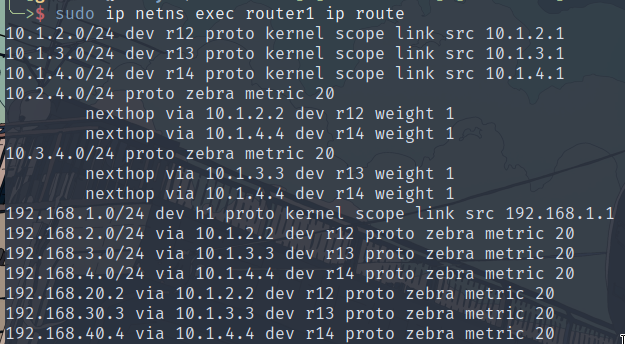 └─>$ sudo ip netns exec router1 ip route
10.1.2.0/24 dev r12 proto kernel scope link src 10.1.2.1
10.1.3.0/24 dev r13 proto kernel scope link src 10.1.3.1
10.1.4.0/24 dev r14 proto kernel scope link src 10.1.4.1
10.2.4.0/24 proto zebra metric 20
nexthop via 10.1.2.2 dev r12 weight 1
nexthop via 10.1.4.4 dev r14 weight 1
10.3.4.0/24 proto zebra metric 20
nexthop via 10.1.3.3 dev r13 weight 1
nexthop via 10.1.4.4 dev r14 weight 1
192.168.1.0/24 dev h1 proto kernel scope link src 192.168.1.1
192.168.2.0/24 via 10.1.2.2 dev r12 proto zebra metric 20
192.168.3.0/24 via 10.1.3.3 dev r13 proto zebra metric 20
192.168.4.0/24 via 10.1.4.4 dev r14 proto zebra metric 20
192.168.20.2 via 10.1.2.2 dev r12 proto zebra metric 20
192.168.30.3 via 10.1.3.3 dev r13 proto zebra metric 20
192.168.40.4 via 10.1.4.4 dev r14 proto zebra metric 20